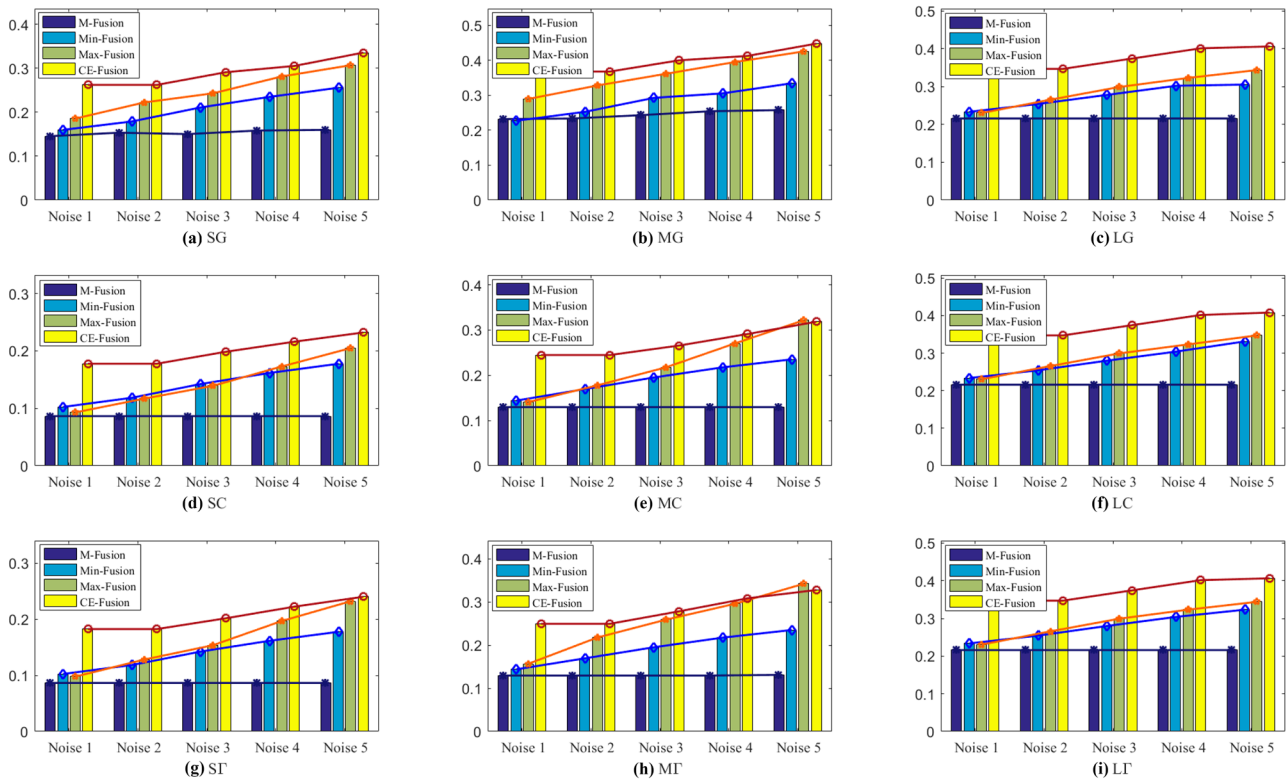 0.4
0.3
0.2
0.1
0
M-Fusion
Min-Fusion
Max-Fusion
CE-Fusion
Noise 1 Noise 2 Noise 3 Noise 4 Noise 5
(a) SG
0.5
0.4
0.3
0.2
0.1
0
M-Fusion
Min-Fusion
Max-Fusion
CE-Fusion
Noise 1 Noise 2 Noise 3 Noise 4 Noise 5
(b) MG
0.5
0.4
0.3
0.2
0.1
0
M-Fusion
Min-Fusion
Max-Fusion
CE-Fusion
Noise 1 Noise 2 Noise 3 Noise 4 Noise 5
(c) LG
0.3
0.2
0.1
0
M-Fusion
Min-Fusion
Max-Fusion
CE-Fusion
Noise 1 Noise 2 Noise 3 Noise 4 Noise 5
(d) SC
0.4
0.3
0.2
0.1
0
M-Fusion
Min-Fusion
Max-Fusion
CE-Fusion
Noise 1 Noise 2 Noise 3 Noise 4 Noise 5
(e) MC
0.5
0.4
0.3
0.2
0.1
0
M-Fusion
Min-Fusion
Max-Fusion
CE-Fusion
Noise 1 Noise 2 Noise 3 Noise 4 Noise 5
(f) LC
0.3
0.2
0.1
0
M-Fusion
Min-Fusion
Max-Fusion
CE-Fusion
Noise 1 Noise 2 Noise 3 Noise 4 Noise 5
(g) SΓ
0.4
0.3
0.2
0.1
0
M-Fusion
Min-Fusion
Max-Fusion
CE-Fusion
Noise 1 Noise 2 Noise 3 Noise 4 Noise 5
(h) MΓ
0.5
0.4
0.3
0.2
0.1
0
M-Fusion
Min-Fusion
Max-Fusion
CE-Fusion
Noise 1 Noise 2 Noise 3 Noise 4 Noise 5
(i) LΓ